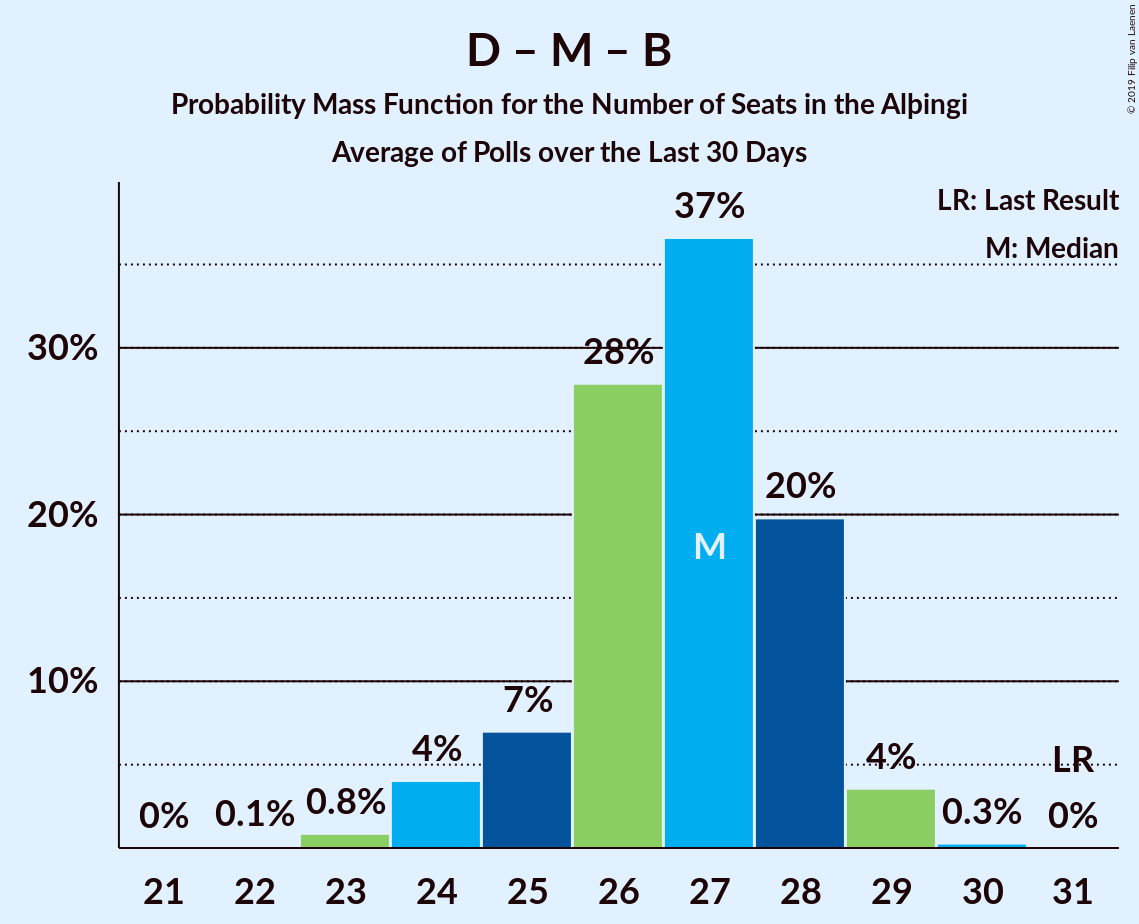 D – M – B
Probability Mass Function for the Number of Seats in the Alþingi
Average of Polls over the Last 30 Days
© 2019 Filip van Laenen
LR: Last Result
M: Median
30%
20%
10%
0%
0.1%
0.8%
4%
7%
28%
37%
M
20%
4%
0.3%
LR
0%
21 22 23 24 25 26 27 28 29 30 31